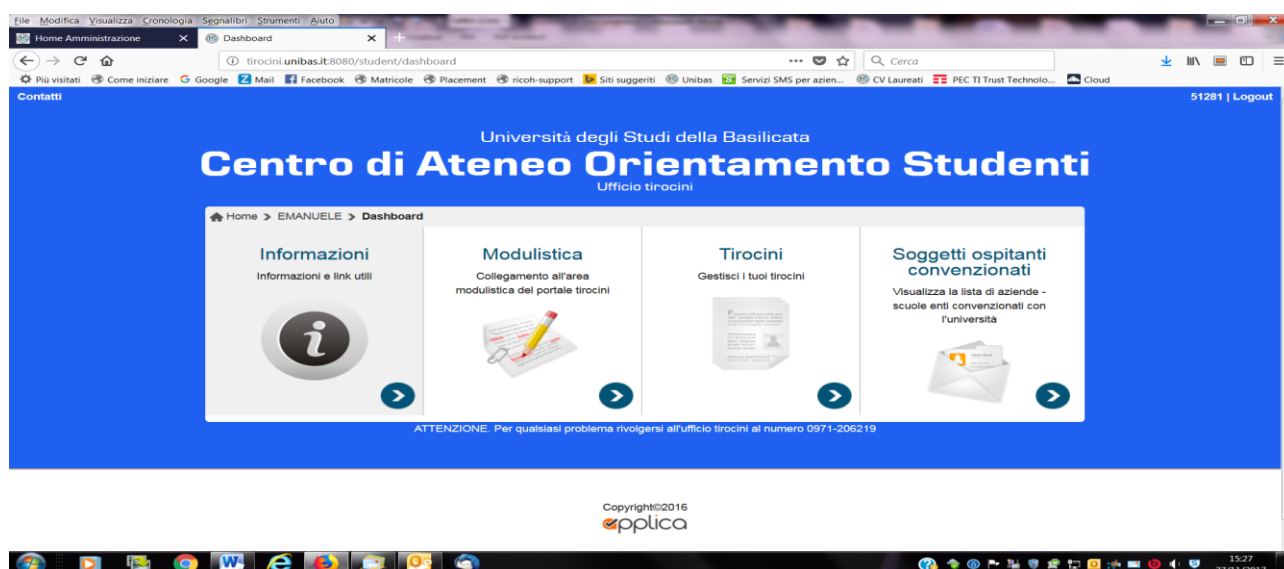 File Modifica Visualizza Cronologia Segnalibri Strumenti Aiuto
Home Amministrazione
Dashboard
tirocini.unibas.it:8080/student/dashboard
Cerca
Più visitati Come iniziare Google Mail Facebook Matricole Placement ricoh-support Siti suggeriti Unibas Servizi SMS per azien... CV Laureati PEC TI Trust Technolo... Cloud
Contatti
51281 | Logout
Università degli Studi della Basilicata
Centro di Ateneo Orientamento Studenti
Ufficio tirocini
Home > EMANUELE > Dashboard
Informazioni
Informazioni e link utili
Modulistica
Collegamento all'area
modulistica del portale tirocini
Tirocini
Gestisci i tuoi tirocini
Soggetti ospitanti
convenzionati
Visualizza la lista di aziende -
scuole enti convenzionati con
l'università
ATTENZIONE. Per qualsiasi problema rivolgersi all'ufficio tirocini al numero 0971-206219
Copyright©2016
applica
15:27